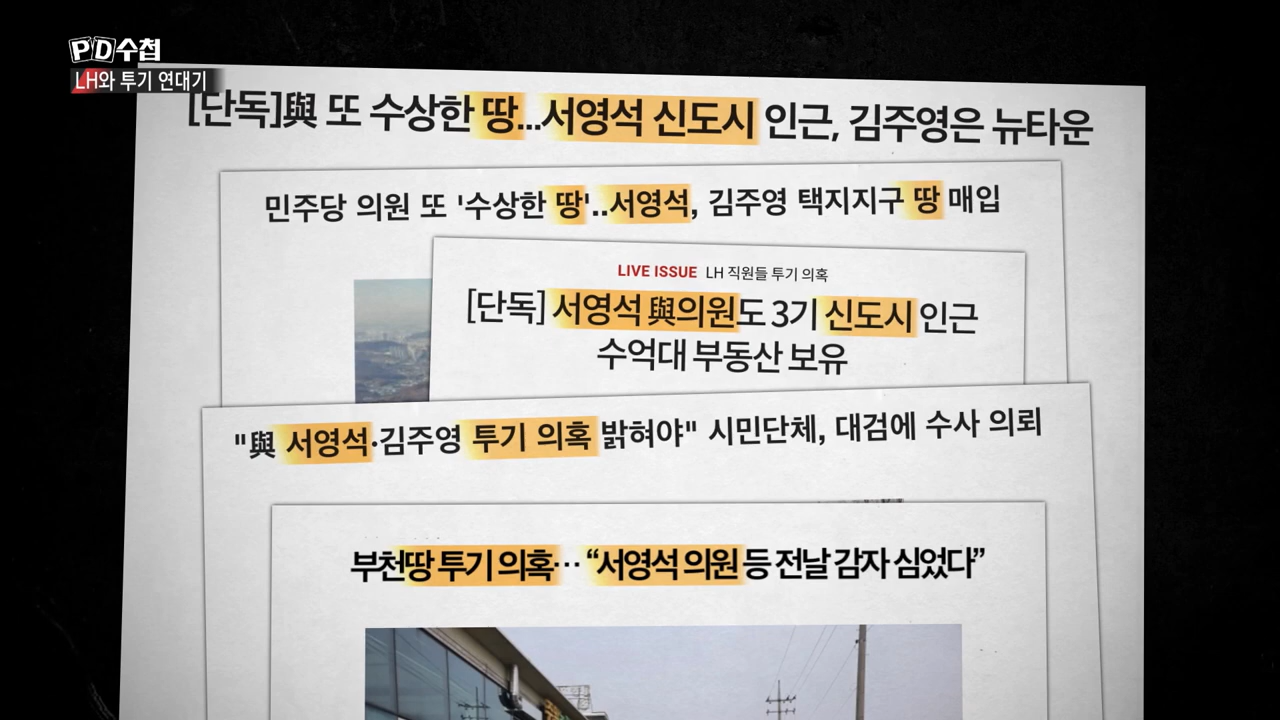 PD수첩
LH와 투기 연대기
[단독]與 또 수상한 땅...서영석 신도시 인근, 김주영은 뉴타운
민주당 의원 또 '수상한 땅'..서영석, 김주영 택지지구 땅 매입
LIVE ISSUE LH 직원들 투기 의혹
[단독] 서영석 與의원도 3기 신도시 인근
수억대 부동산 보유
"與 서영석·김주영 투기 의혹 밝혀야" 시민단체, 대검에 수사 의뢰
부천땅 투기 의혹… “서영석 의원 등 전날 감자 심었다”